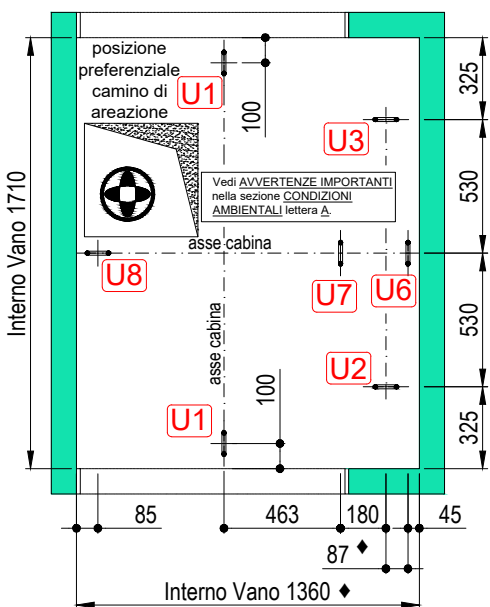 posizione
preferenziale
camino di
areazione
U1
100
325
U3
530
Vedi AVVERTENZE IMPORTANTI
nella sezione CONDIZIONI
AMBIENTALI lettera A.
Interno Vano 1710
asse cabina
U8
U7
U6
530
asse cabina
U2
100
U1
325
85
463
180
45
87 ♦
Interno Vano 1360 ♦